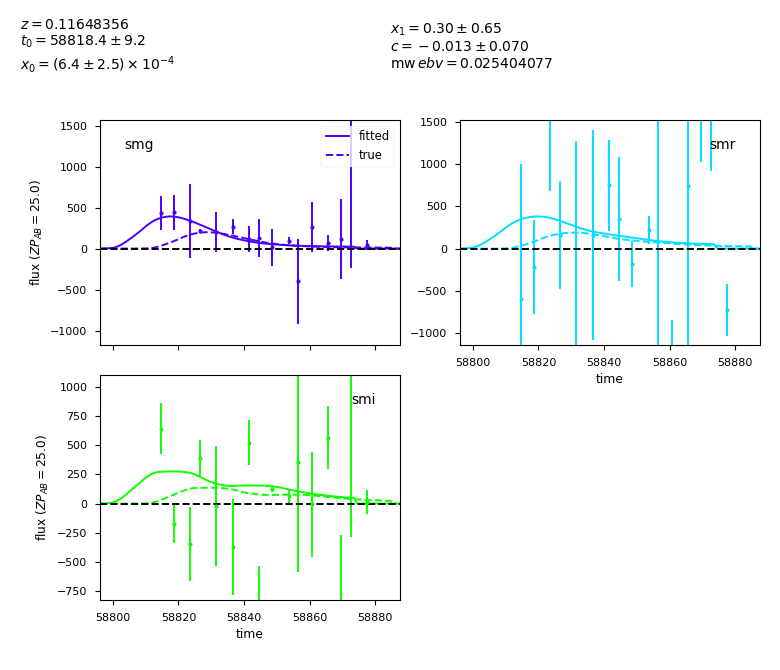 z = 0.11648356
t₀ = 58818.4 ± 9.2
x₀ = (6.4 ± 2.5) × 10⁻⁴
x₁ = 0.30 ± 0.65
c = −0.013 ± 0.070
mw ebv = 0.025404077
smg
fitted
true
flux (ZP_AB = 25.0)
1500
1000
500
0
−500
−1000
smr
1500
1000
500
0
−500
−1000
58800 58820 58840 58860 58880
time
smi
flux (ZP_AB = 25.0)
1000
750
500
250
0
−250
−500
−750
58800 58820 58840 58860 58880
time